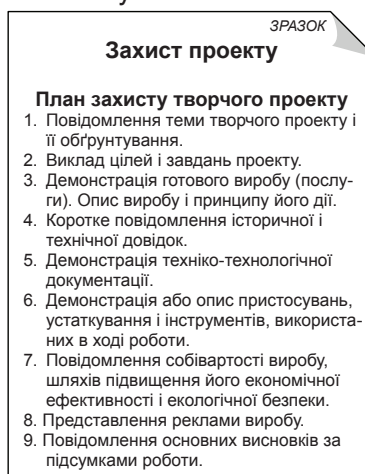 ЗРАЗОК
Захист проекту
План захисту творчого проекту
1. Повідомлення теми творчого проекту і
її обґрунтування.
2. Виклад цілей і завдань проекту.
3. Демонстрація готового виробу (послу-
ги). Опис виробу і принципу його дії.
4. Коротке повідомлення історичної і
технічної довідок.
5. Демонстрація техніко-технологічної
документації.
6. Демонстрація або опис пристосувань,
устаткування і інструментів, використа-
них в ході роботи.
7. Повідомлення собівартості виробу,
шляхів підвищення його економічної
ефективності і екологічної безпеки.
8. Представлення реклами виробу.
9. Повідомлення основних висновків за
підсумками роботи.